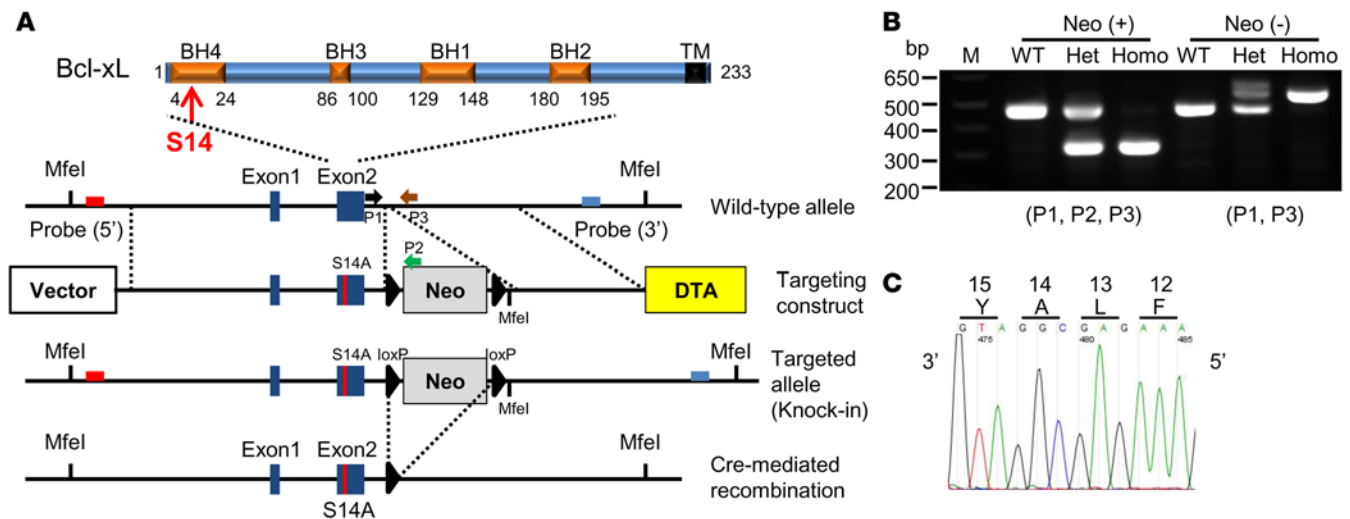 A
BH4 BH3 BH1 BH2 TM
Bcl-xL 1 233
4 24 86 100 129 148 180 195
S14
MfeI Exon1 Exon2 MfeI
P1 P3
Probe (5') Probe (3')
Wild-type allele
P2
S14A
Vector Neo DTA
MfeI
Targeting
construct
MfeI S14A loxP loxP MfeI
Neo
MfeI
Targeted
allele
(Knock-in)
MfeI Exon1 Exon2 MfeI
S14A
Cre-mediated
recombination
B
Neo (+) Neo (-)
bp M WT Het Homo WT Het Homo
650
500
400
300
200
(P1, P2, P3) (P1, P3)
C
15 14 13 12
Y A L F
G T A G G C G A G A A A
475 480 485
3' 5'